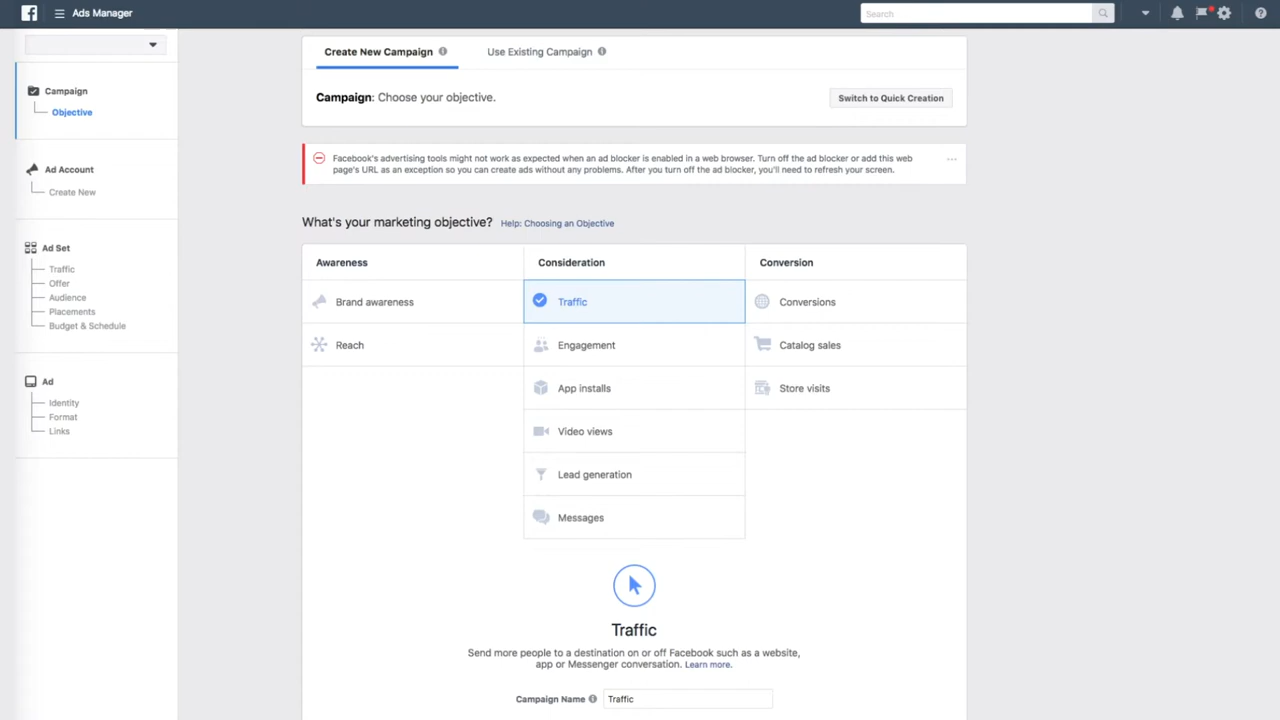 Ads Manager
Search
Campaign
Objective
Ad Account
Create New
Ad Set
Traffic
Offer
Audience
Placements
Budget & Schedule
Ad
Identity
Format
Links
Create New Campaign
Use Existing Campaign
Campaign: Choose your objective.
Switch to Quick Creation
Facebook's advertising tools might not work as expected when an ad blocker is enabled in a web browser. Turn off the ad blocker or add this web
page's URL as an exception so you can create ads without any problems. After you turn off the ad blocker, you'll need to refresh your screen.
What's your marketing objective? Help: Choosing an Objective
Awareness
Consideration
Conversion
Brand awareness
Traffic
Conversions
Reach
Engagement
Catalog sales
App installs
Store visits
Video views
Lead generation
Messages
Traffic
Send more people to a destination on or off Facebook such as a website,
app or Messenger conversation. Learn more.
Campaign Name
Traffic